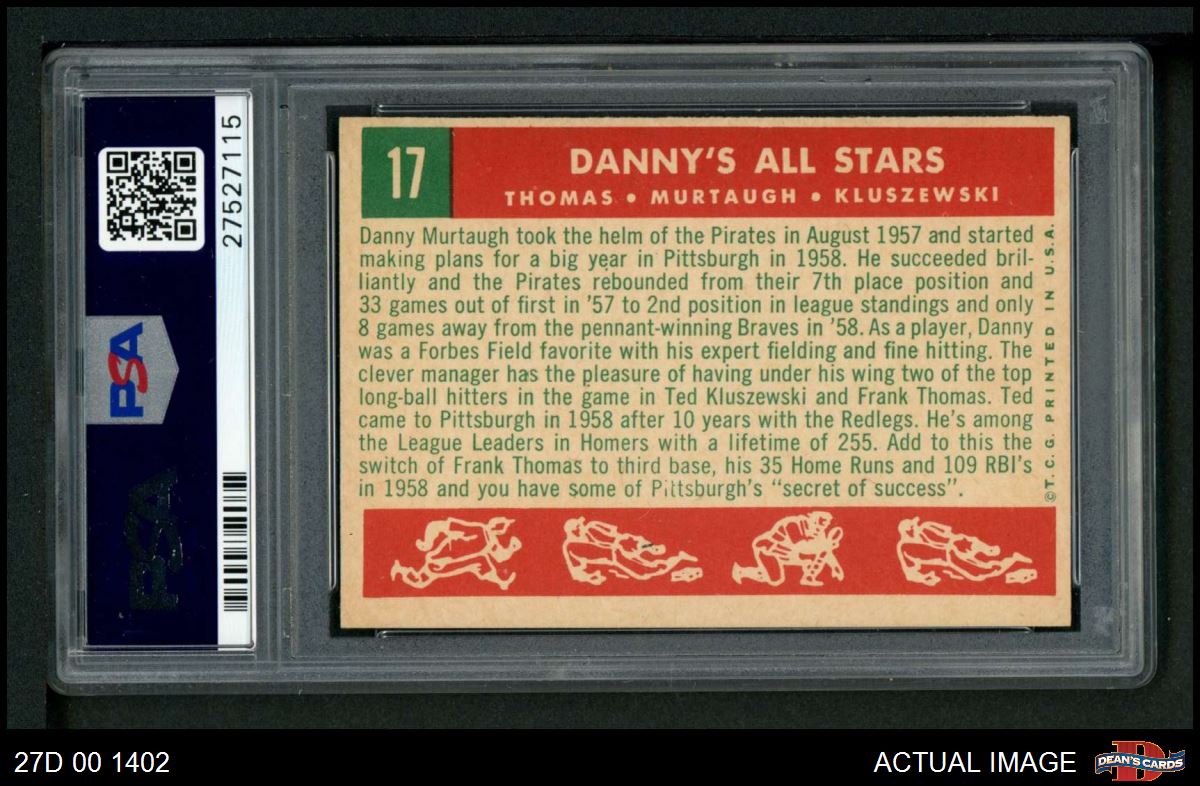 17
DANNY'S ALL STARS
THOMAS • MURTAUGH • KLUSZEWSKI
Danny Murtaugh took the helm of the Pirates in August 1957 and started
making plans for a big year in Pittsburgh in 1958. He succeeded bril-
liantly and the Pirates rebounded from their 7th place position and
33 games out of first in '57 to 2nd position in league standings and only
8 games away from the pennant-winning Braves in '58. As a player, Danny
was a Forbes Field favorite with his expert fielding and fine hitting. The
clever manager has the pleasure of having under his wing two of the top
long-ball hitters in the game in Ted Kluszewski and Frank Thomas. Ted
came to Pittsburgh in 1958 after 10 years with the Redlegs. He's among
the League Leaders in Homers with a lifetime of 255. Add to this the
switch of Frank Thomas to third base, his 35 Home Runs and 109 RBI's
in 1958 and you have some of Pittsburgh's "secret of success".
©T. C. G. PRINTED IN U.S.A.
27527115
PSA
PSA
27D 00 1402
ACTUAL IMAGE
D
DEAN'S CARDS